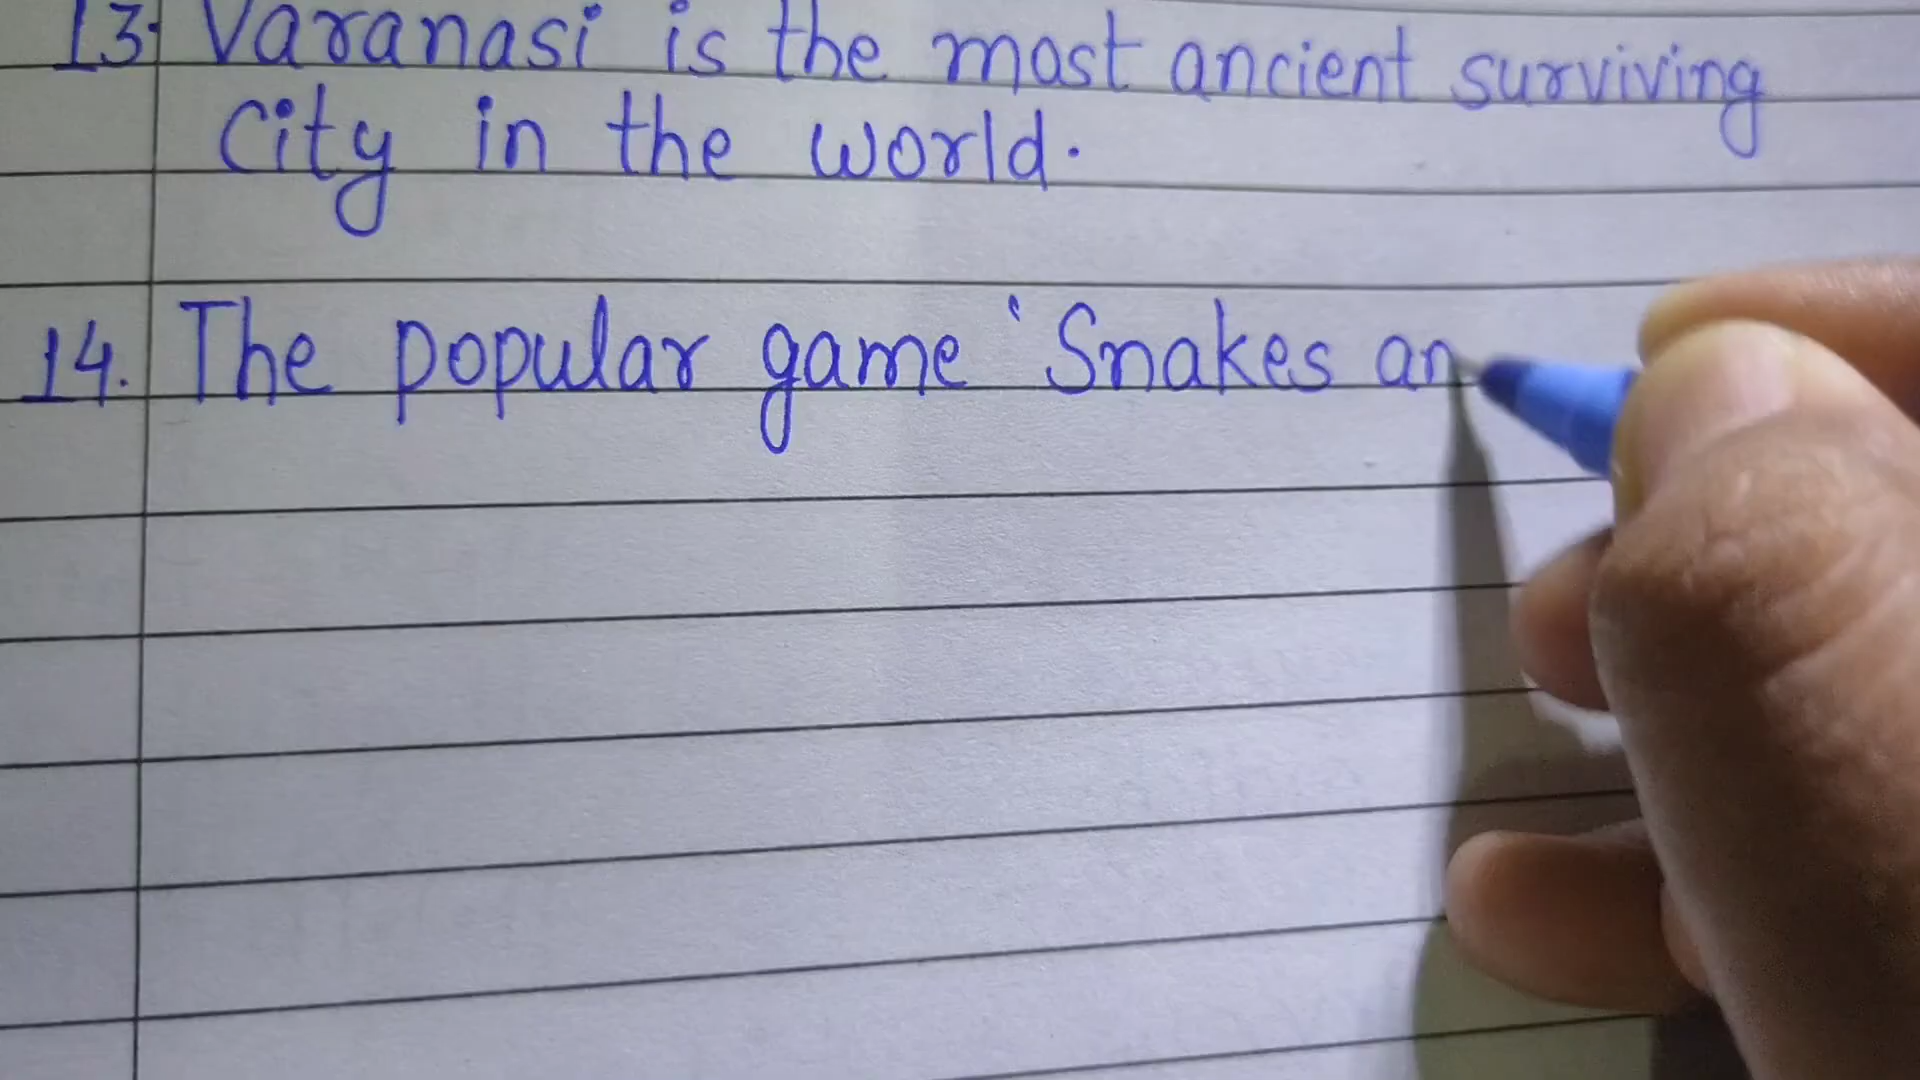 13. Varanasi is the most ancient surviving
city in the world.
14. The popular game 'Snakes an